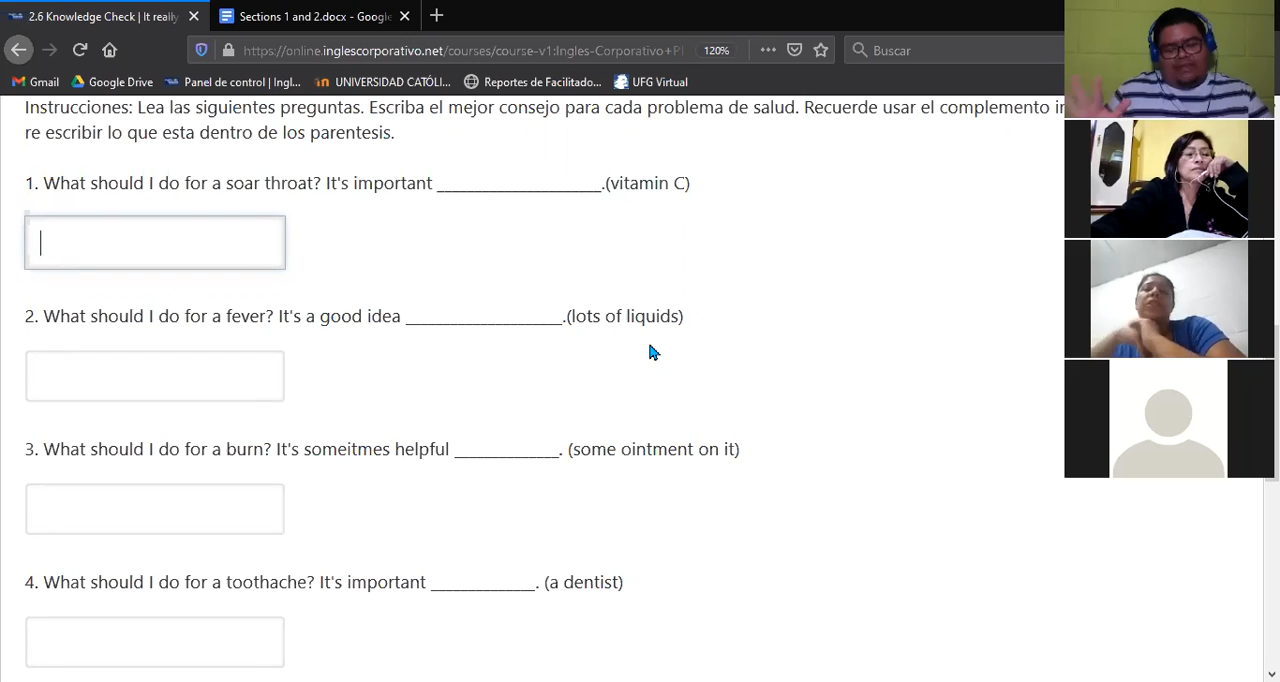 2.6 Knowledge Check | It really
Sections 1 and 2.docx - Google
https://online.inglescorporativo.net/courses/course-v1:Ingles-Corporativo+P
120%
Buscar
Gmail
Google Drive
Panel de control | Ingl...
UNIVERSIDAD CATÓLI...
Reportes de Facilitado...
UFG Virtual
Instrucciones: Lea las siguientes preguntas. Escriba el mejor consejo para cada problema de salud. Recuerde usar el complemento in
re escribir lo que esta dentro de los parentesis.
1. What should I do for a soar throat? It's important ____________________.(vitamin C)
2. What should I do for a fever? It's a good idea ___________________.(lots of liquids)
3. What should I do for a burn? It's someitmes helpful _____________. (some ointment on it)
4. What should I do for a toothache? It's important _____________. (a dentist)